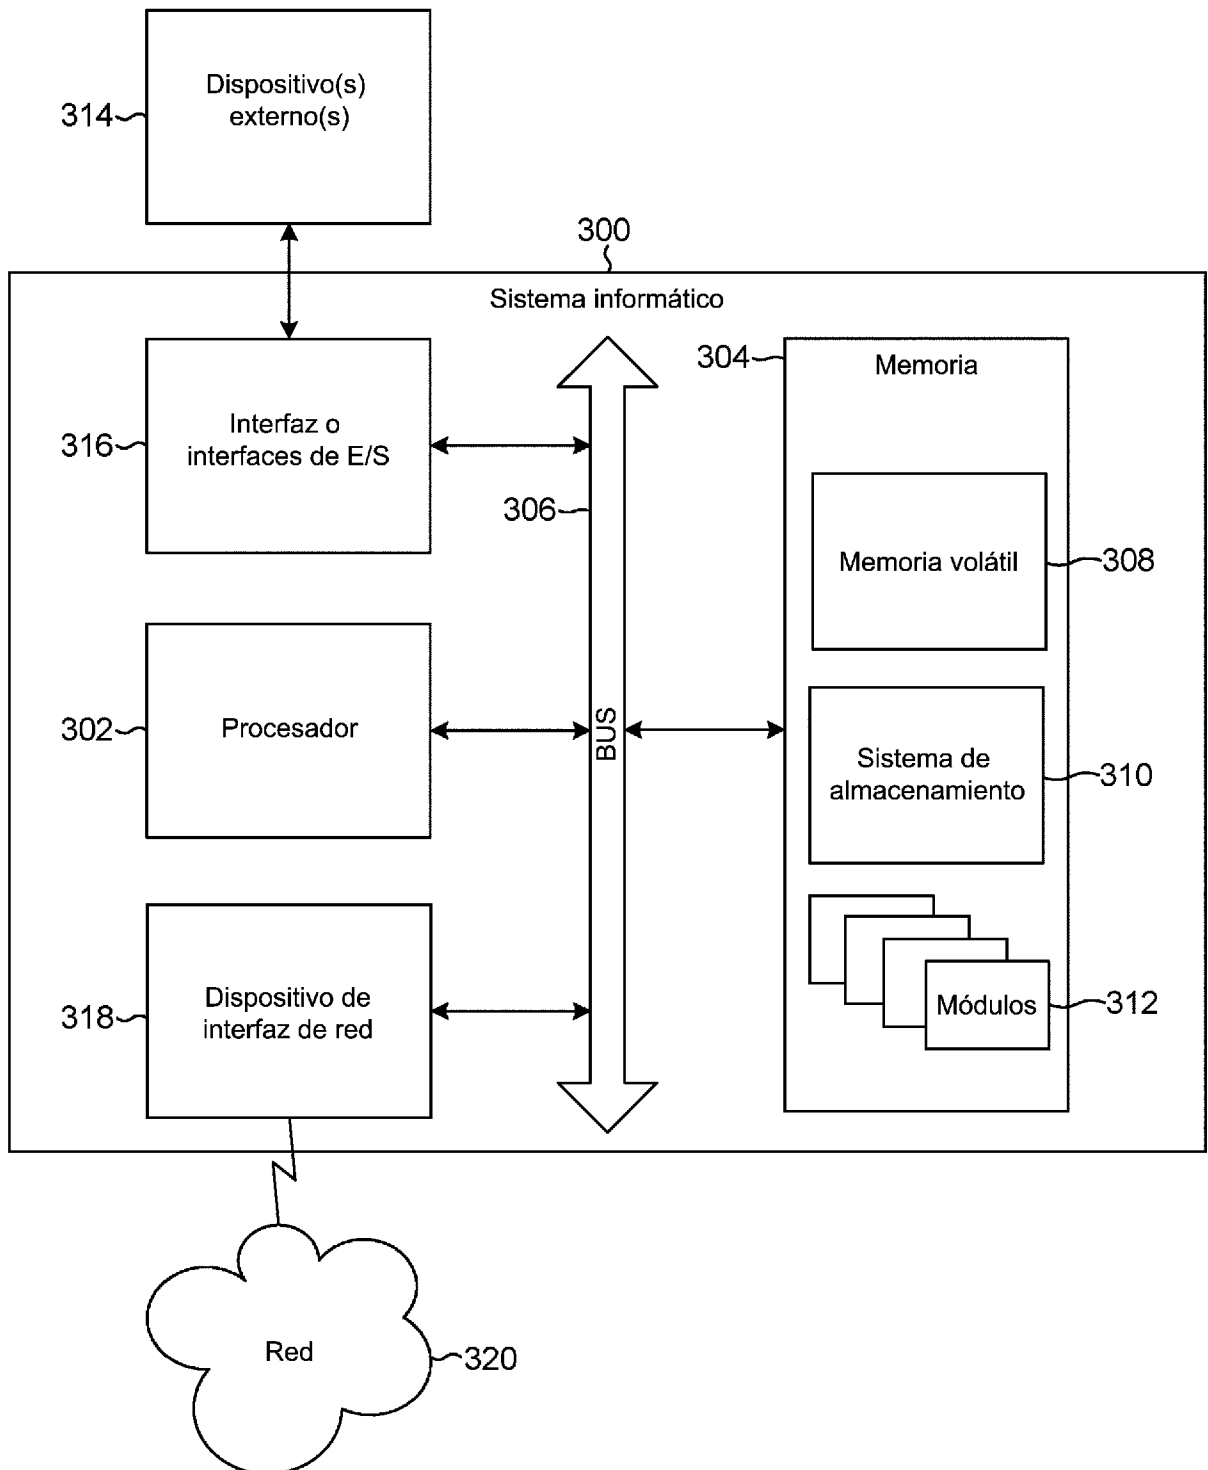 Dispositivo(s)
externo(s)
314
300
Sistema informático
304
Memoria
Interfaz o
interfaces de E/S
316
306
Memoria volátil
308
302
Procesador
BUS
Sistema de
almacenamiento
310
318
Dispositivo de
interfaz de red
Módulos
312
Red
320